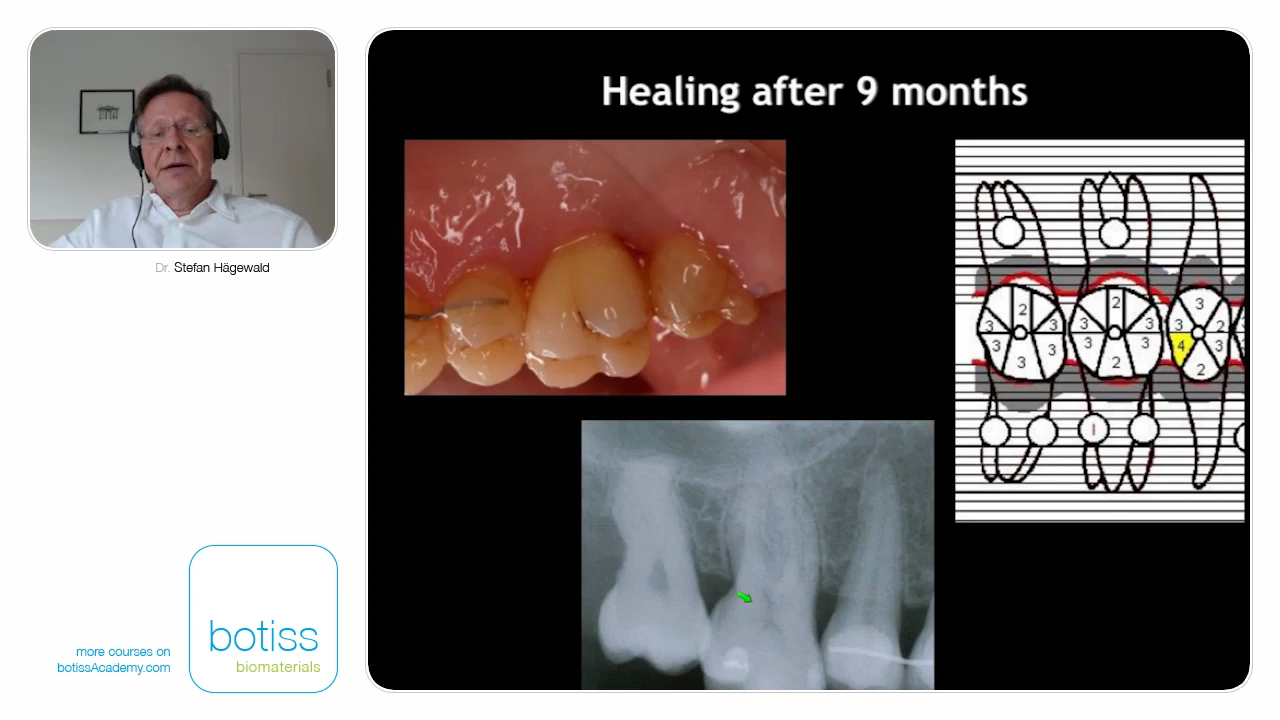 Healing after 9 months
Dr. Stefan Hägewald
2
2
3
3 3 3 3 3 2
3 3 3 3 4 3
3 2 2
I
more courses on
botissAcademy.com
botiss
biomaterials